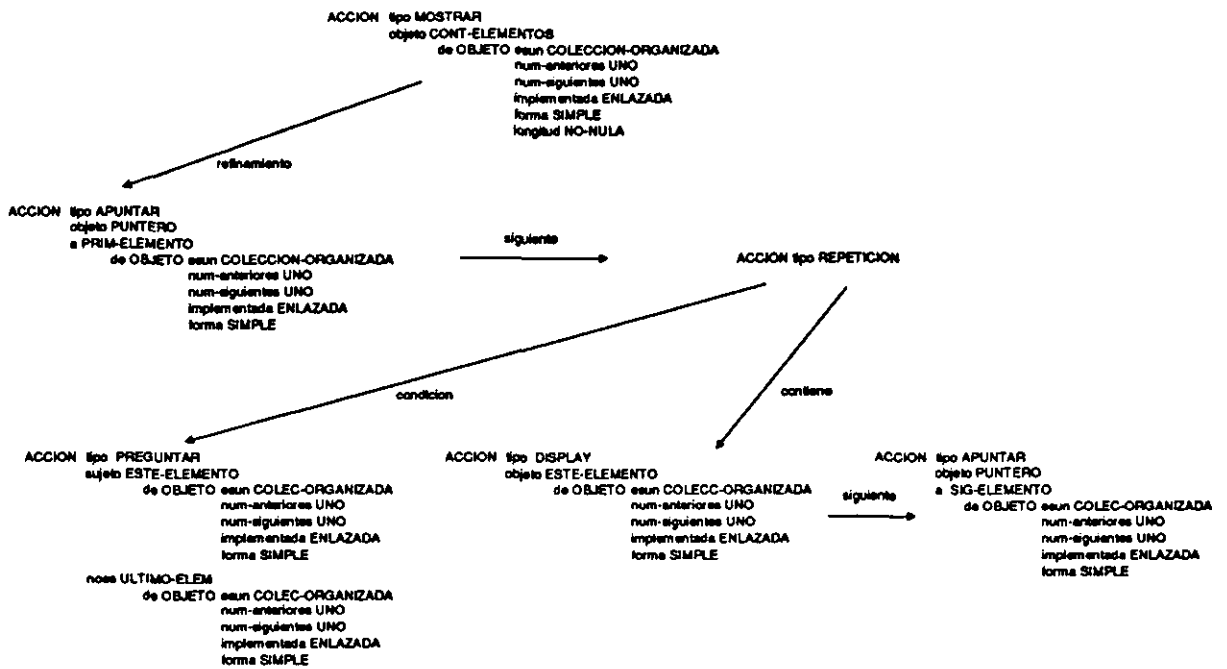 ACCION tipo MOSTRAR
objeto CONT-ELEMENTOS
de OBJETO esun COLECCION-ORGANIZADA
num-anteriores UNO
num-siguientes UNO
implementada ENLAZADA
forma SIMPLE
longitud NO-NULA
refinamiento
ACCION tipo APUNTAR
objeto PUNTERO
a PRIM-ELEMENTO
de OBJETO esun COLECCION-ORGANIZADA
num-anteriores UNO
num-siguientes UNO
implementada ENLAZADA
forma SIMPLE
siguiente
ACCION tipo REPETICION
condicion
contiene
ACCION tipo PREGUNTAR
sujeto ESTE-ELEMENTO
de OBJETO esun COLEC-ORGANIZADA
num-anteriores UNO
num-siguientes UNO
implementada ENLAZADA
forma SIMPLE
noes ULTIMO-ELEM
de OBJETO esun COLEC-ORGANIZADA
num-anteriores UNO
num-siguientes UNO
implementada ENLAZADA
forma SIMPLE
ACCION tipo DISPLAY
objeto ESTE-ELEMENTO
de OBJETO esun COLECC-ORGANIZADA
num-anteriores UNO
num-siguientes UNO
implementada ENLAZADA
forma SIMPLE
siguiente
ACCION tipo APUNTAR
objeto PUNTERO
a SIG-ELEMENTO
de OBJETO esun COLEC-ORGANIZADA
num-anteriores UNO
num-siguientes UNO
implementada ENLAZADA
forma SIMPLE